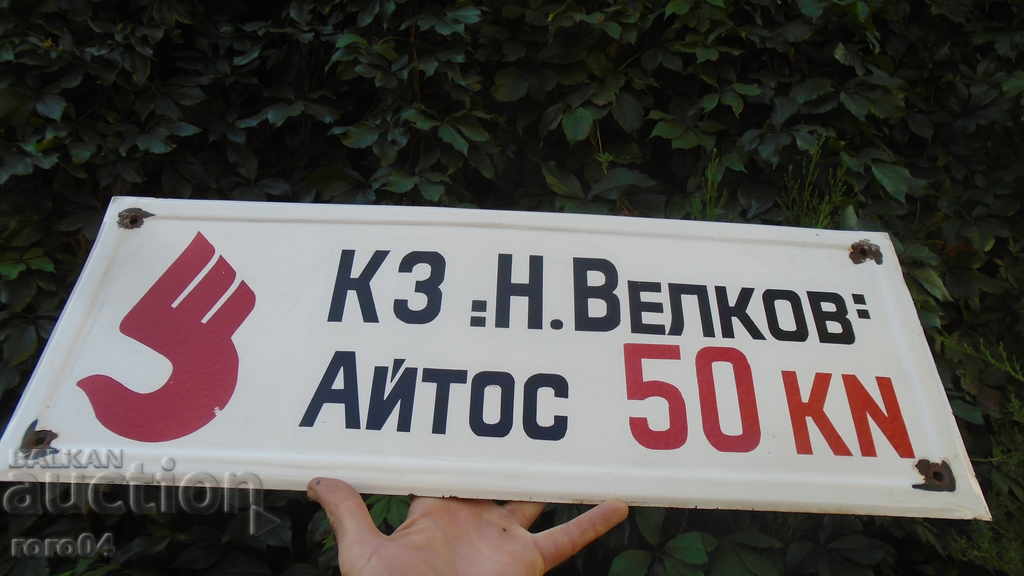 КЗ „Н.Велков"
Айтос 50 KN
BALKAN
auction
roro04